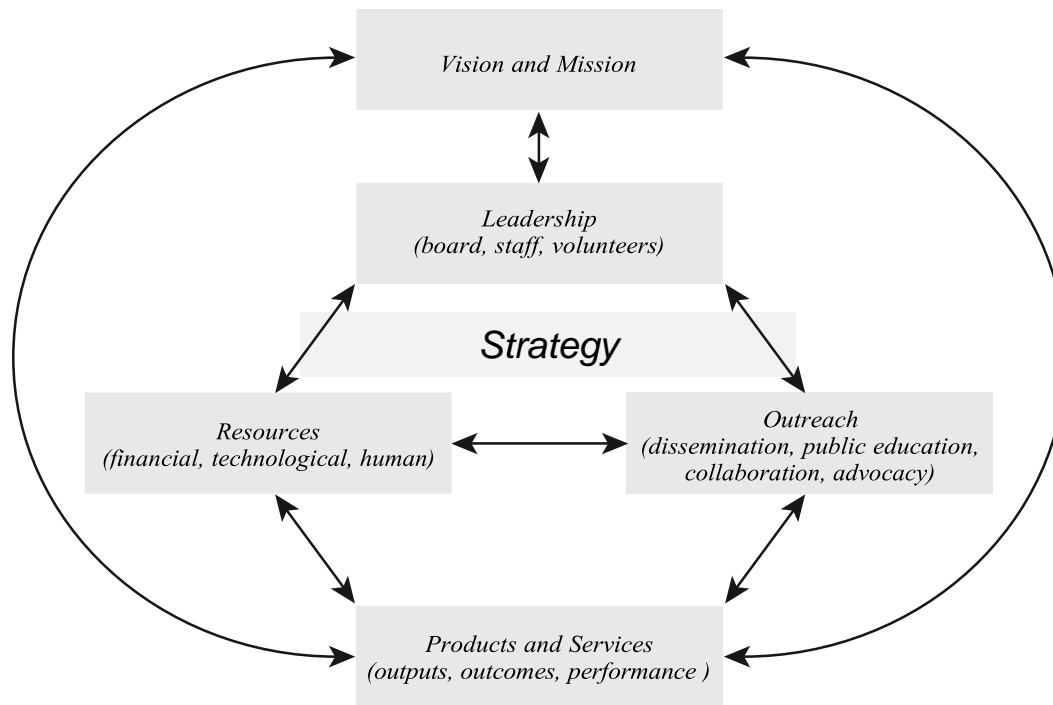 Vision and Mission
Leadership
(board, staff, volunteers)
Strategy
Resources
(financial, technological, human)
Outreach
(dissemination, public education,
collaboration, advocacy)
Products and Services
(outputs, outcomes, performance )